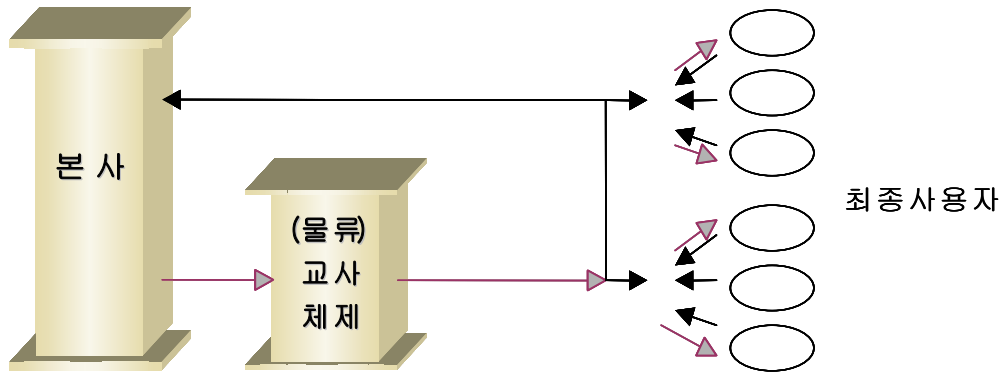 본 사
(물 류)
교 사
체 제
최 종 사 용 자